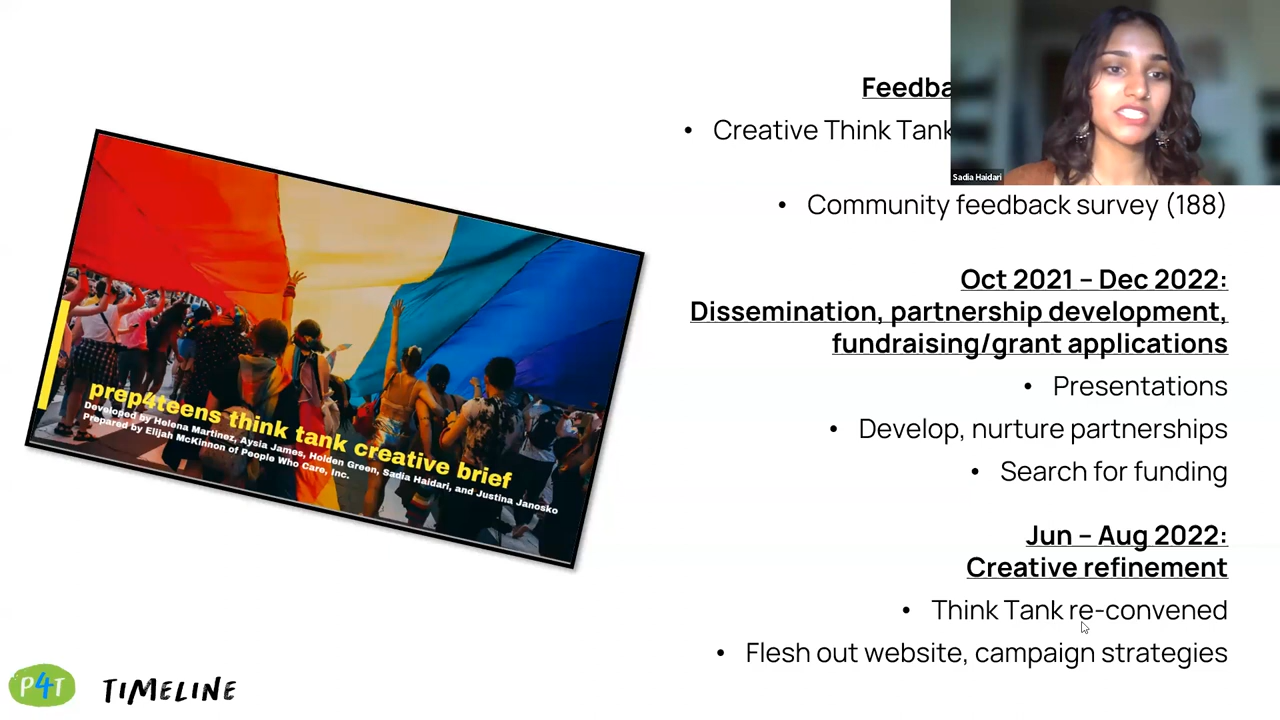 Feedba
• Creative Think Tank
Sadia Haidari
• Community feedback survey (188)
Oct 2021 – Dec 2022:
Dissemination, partnership development,
fundraising/grant applications
• Presentations
• Develop, nurture partnerships
• Search for funding
Jun – Aug 2022:
Creative refinement
• Think Tank re-convened
• Flesh out website, campaign strategies
prep4teens think tank creative brief
Developed by Helena Martinez, Aysia James, Holden Green, Sadia Haidari, and Justina Janosko
Prepared by Elijah McKinnon of People Who Care, Inc.
P4T TIMELINE